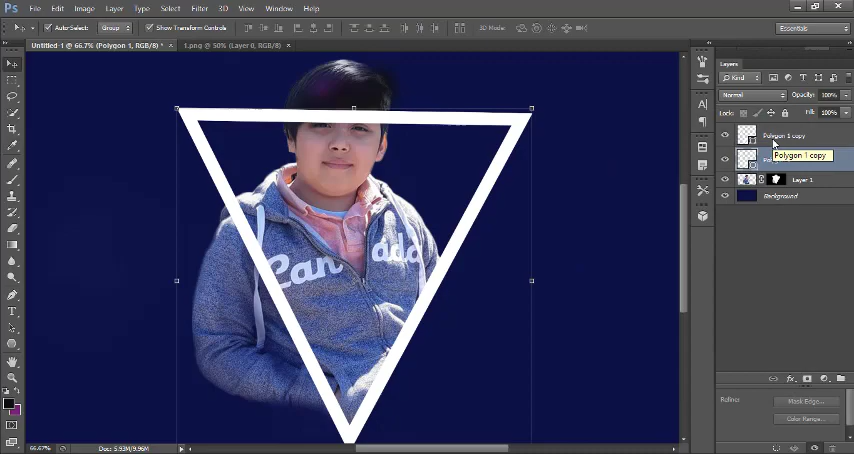 Ps File Edit Image Layer Type Select Filter 3D View Window Help
Auto-Select: Group Show Transform Controls 3D Mode: Essentials
Untitled-1 @ 66.7% (Polygon 1, RGB/8) * × 1.png @ 50% (Layer 0, RGB/8) ×
Layers
Kind
Normal Opacity: 100%
Lock: Fill: 100%
Polygon 1 copy
Polygon 1 copy
Layer 1
Background
Canada
Refine:
Mask Edge...
Color Range...
66.67% Doc: 5.93M/9.96M